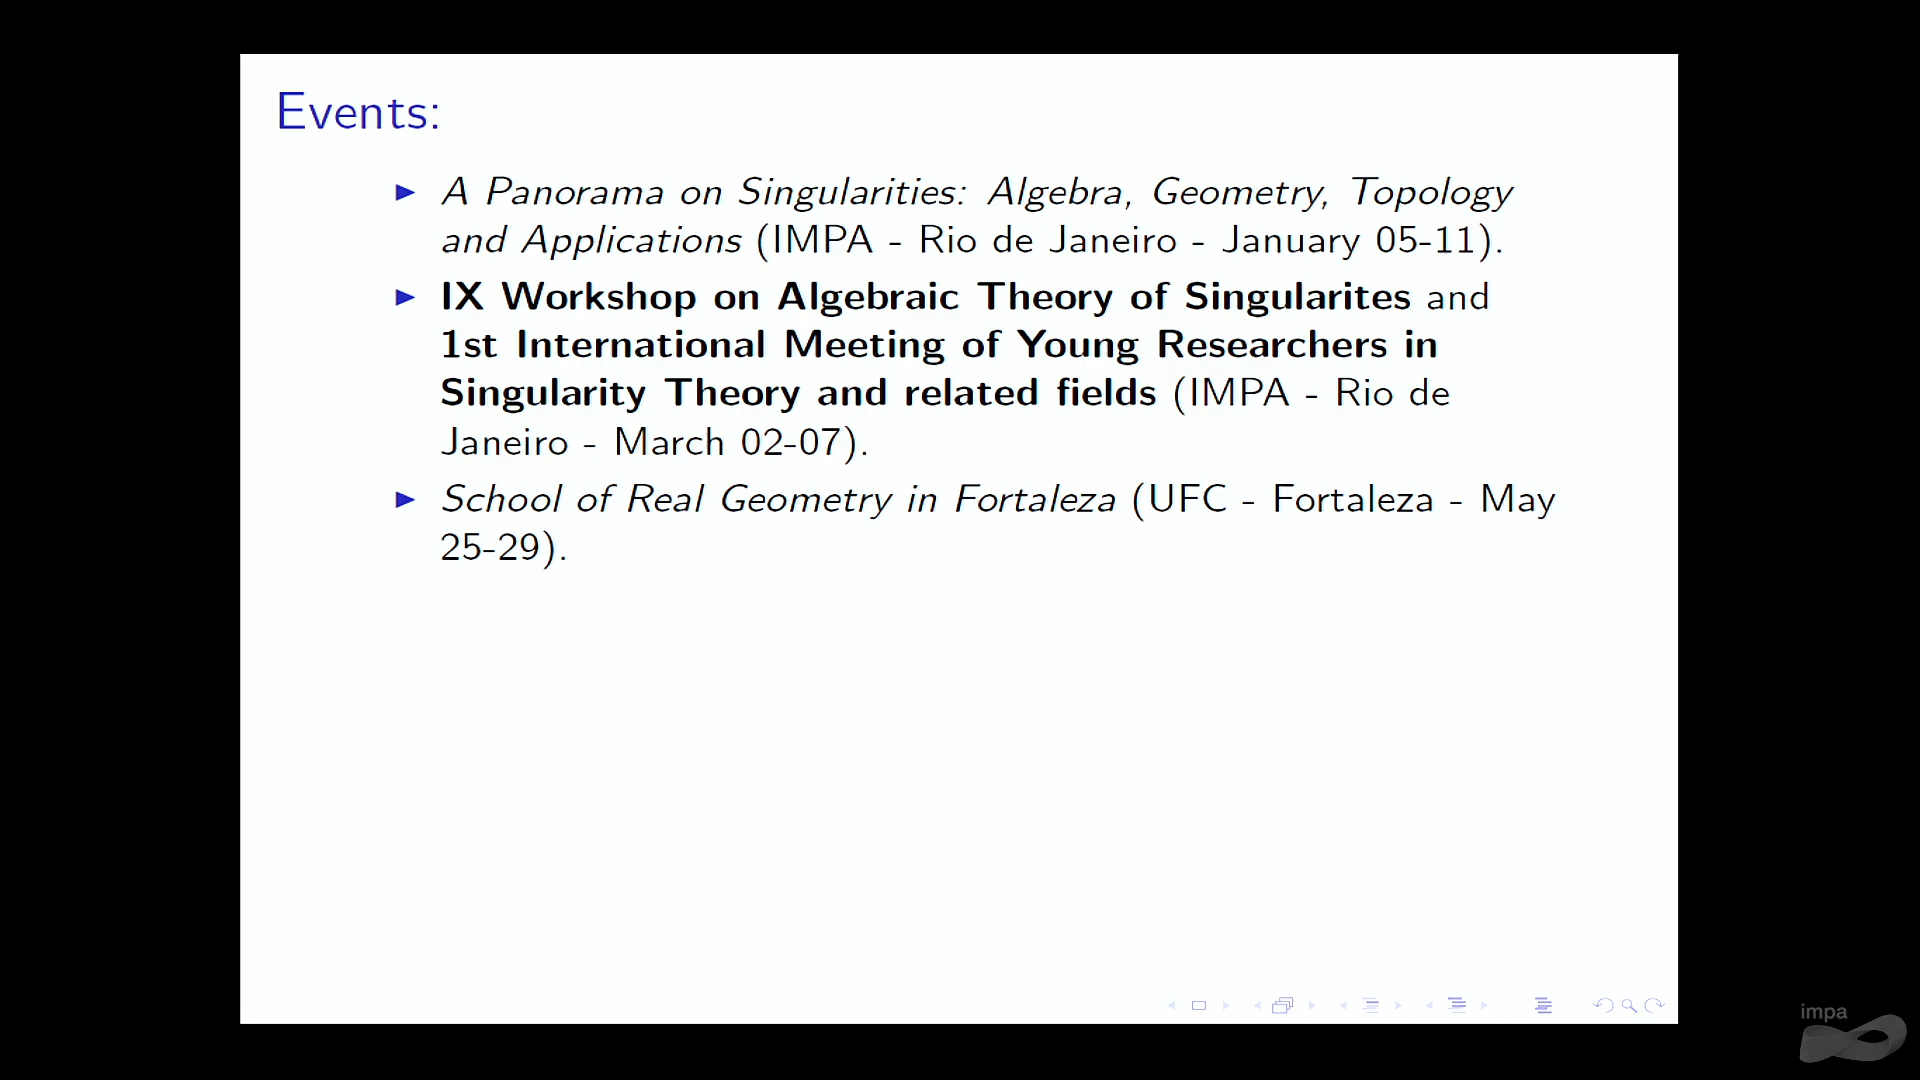 Events:
A Panorama on Singularities: Algebra, Geometry, Topology
and Applications (IMPA - Rio de Janeiro - January 05-11).
IX Workshop on Algebraic Theory of Singularites and
1st International Meeting of Young Researchers in
Singularity Theory and related fields (IMPA - Rio de
Janeiro - March 02-07).
School of Real Geometry in Fortaleza (UFC - Fortaleza - May
25-29).
impa